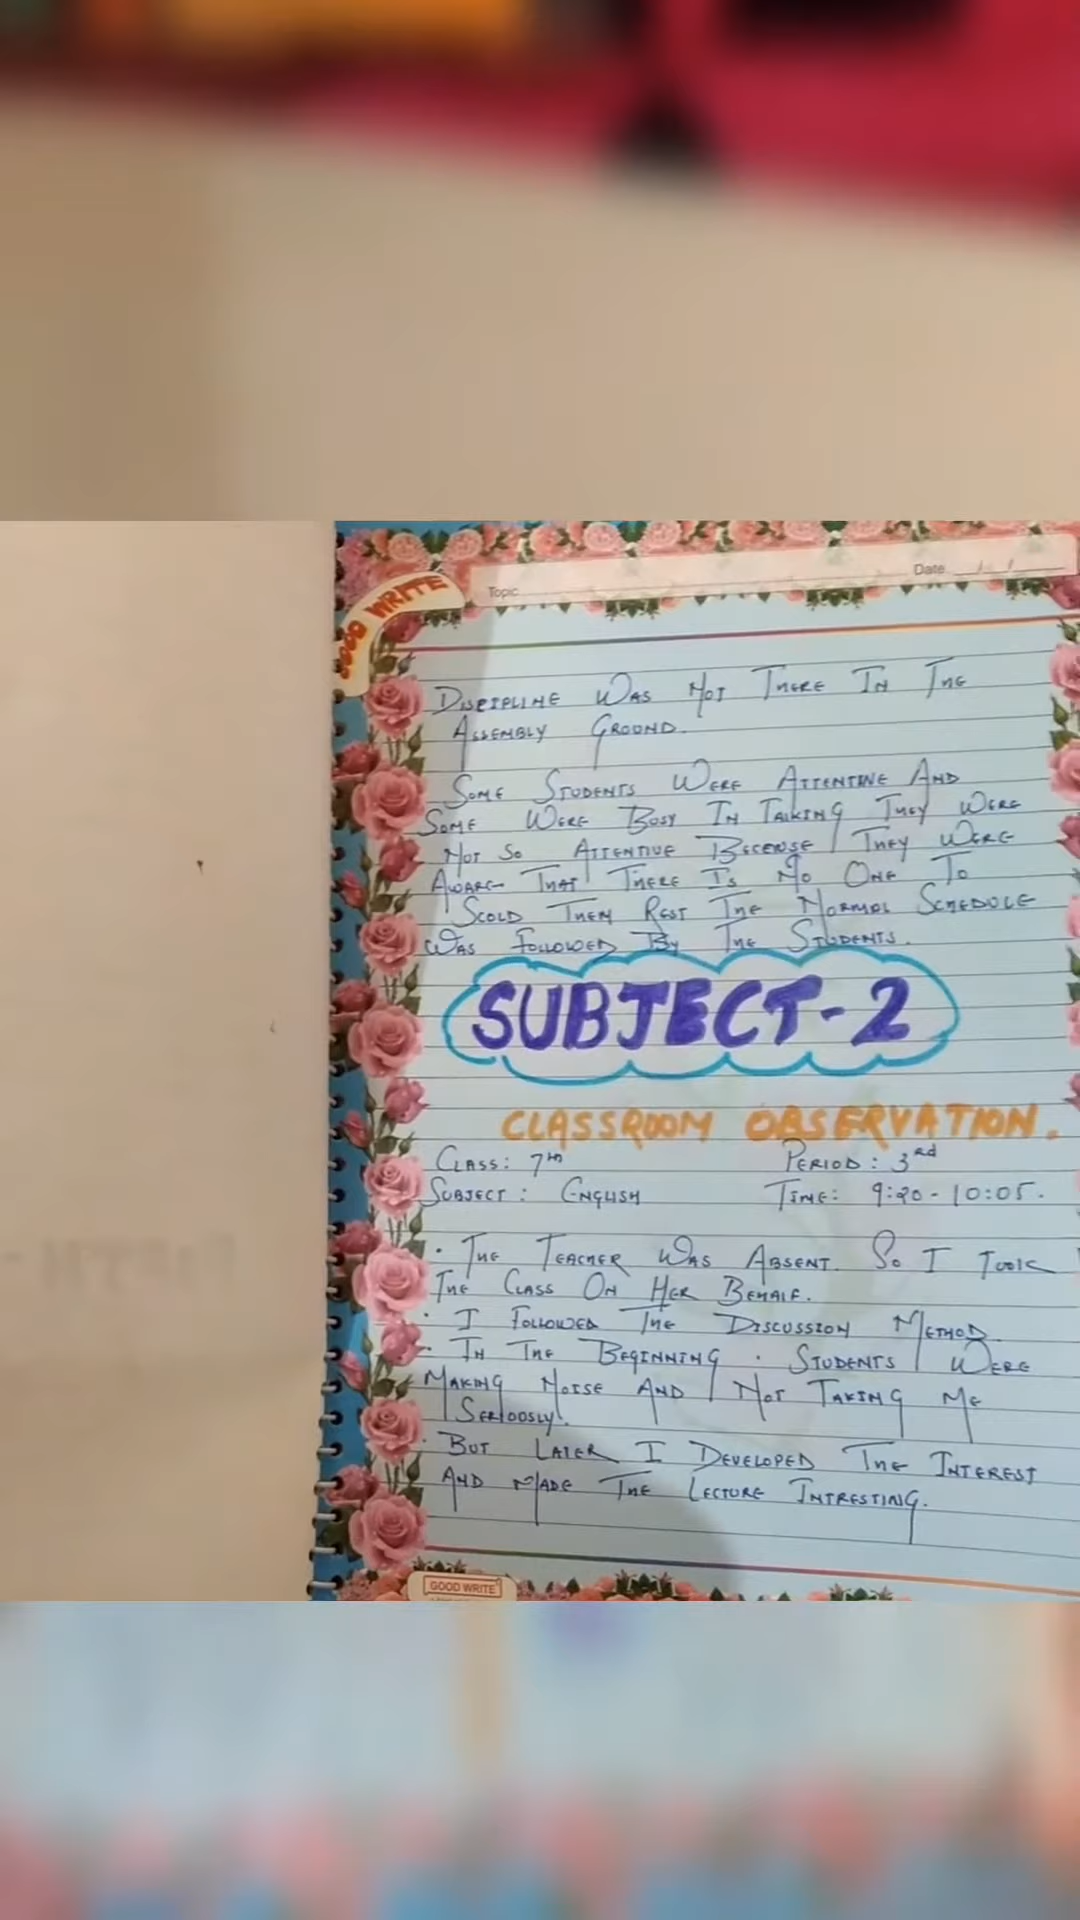 GOOD WRITE
Topic
Date __/__/____
DISCIPLINE WAS NOT THERE IN THE
ASSEMBLY GROUND.
SOME STUDENTS WERE ATTENTIVE AND
SOME WERE BUSY IN TALKING THEY WERE
NOT SO ATTENTIVE BECEUSE THEY WERE
AWARE THAT THERE IS NO ONE TO
SCOLD THEM REST THE NORMAL SCHEDULE
WAS FOLLOWED BY THE STUDENTS.
SUBJECT-2
CLASSROOM OBSERVATION.
CLASS: 7TH PERIOD: 3rd
SUBJECT: ENGLISH TIME: 9:20-10:05.
· THE TEACHER WAS ABSENT. SO I TOOK
THE CLASS ON HER BEHALF.
· I FOLLOWED THE DISCUSSION METHOD.
· IN THE BEGINNING · STUDENTS WERE
MAKING NOISE AND NOT TAKING ME
SERIOUSLY.
· BUT LATER I DEVELOPED THE INTEREST
AND MADE THE LECTURE INTRESTING.
GOOD WRITE